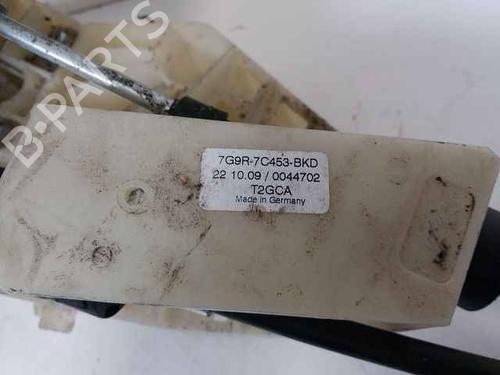 B-PARTS
7G9R-7C453-BKD
22 10.09 / 0044702
T2GCA
Made in Germany